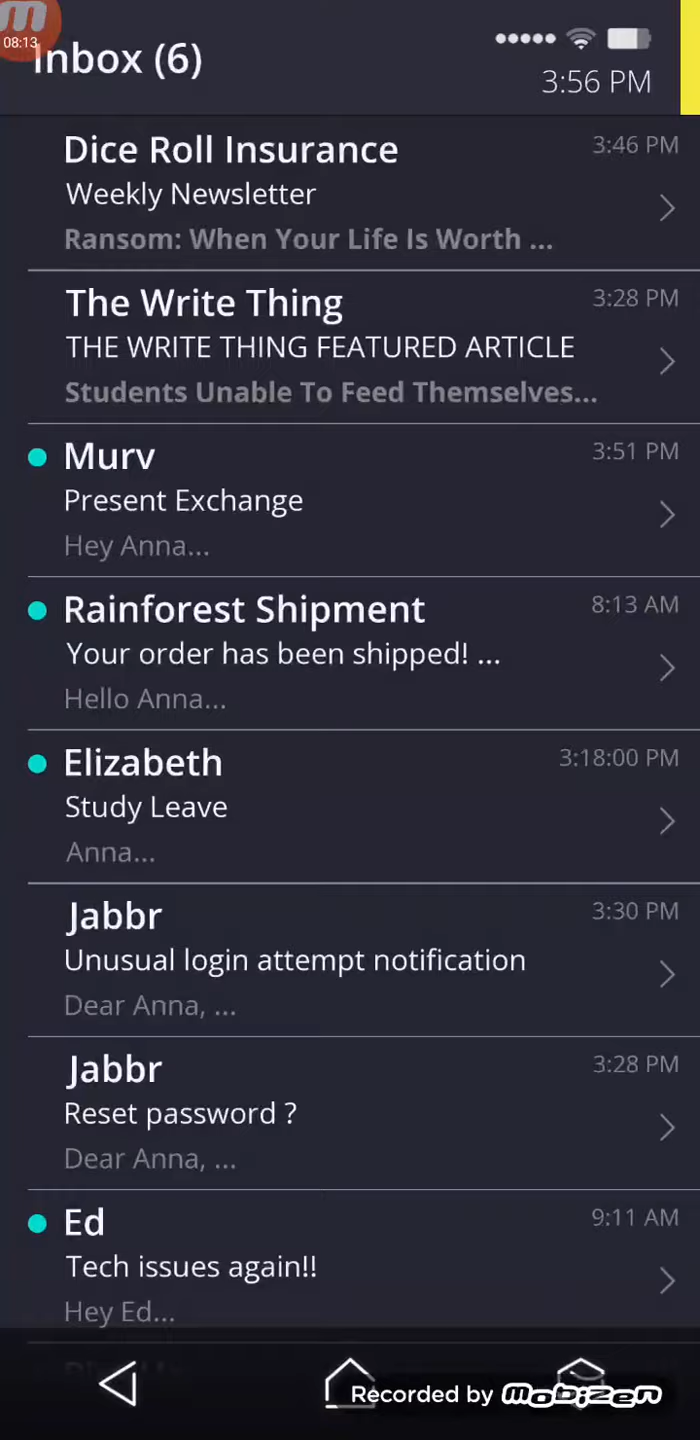 08:13
Inbox (6)
3:56 PM
Dice Roll Insurance
3:46 PM
Weekly Newsletter
Ransom: When Your Life Is Worth ...
The Write Thing
3:28 PM
THE WRITE THING FEATURED ARTICLE
Students Unable To Feed Themselves...
Murv
3:51 PM
Present Exchange
Hey Anna...
Rainforest Shipment
8:13 AM
Your order has been shipped! ...
Hello Anna...
Elizabeth
3:18:00 PM
Study Leave
Anna...
Jabbr
3:30 PM
Unusual login attempt notification
Dear Anna, ...
Jabbr
3:28 PM
Reset password ?
Dear Anna, ...
Ed
9:11 AM
Tech issues again!!
Hey Ed...
Recorded by mobizen